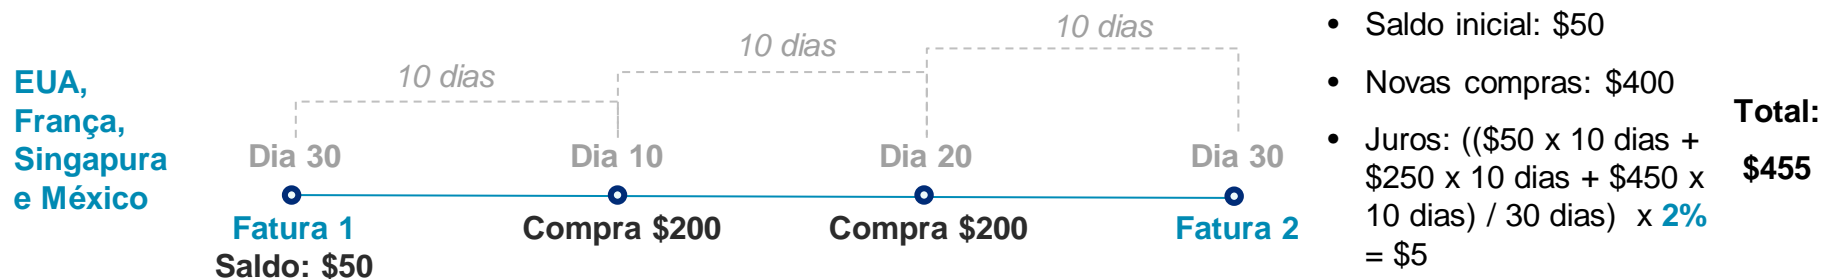 EUA,
França,
Singapura
e México
10 dias
10 dias
10 dias
Dia 30
Dia 10
Dia 20
Dia 30
Fatura 1
Saldo: $50
Compra $200
Compra $200
Fatura 2
• Saldo inicial: $50
• Novas compras: $400
• Juros: (($50 x 10 dias +
$250 x 10 dias + $450 x
10 dias) / 30 dias) x 2%
= $5
Total:
$455